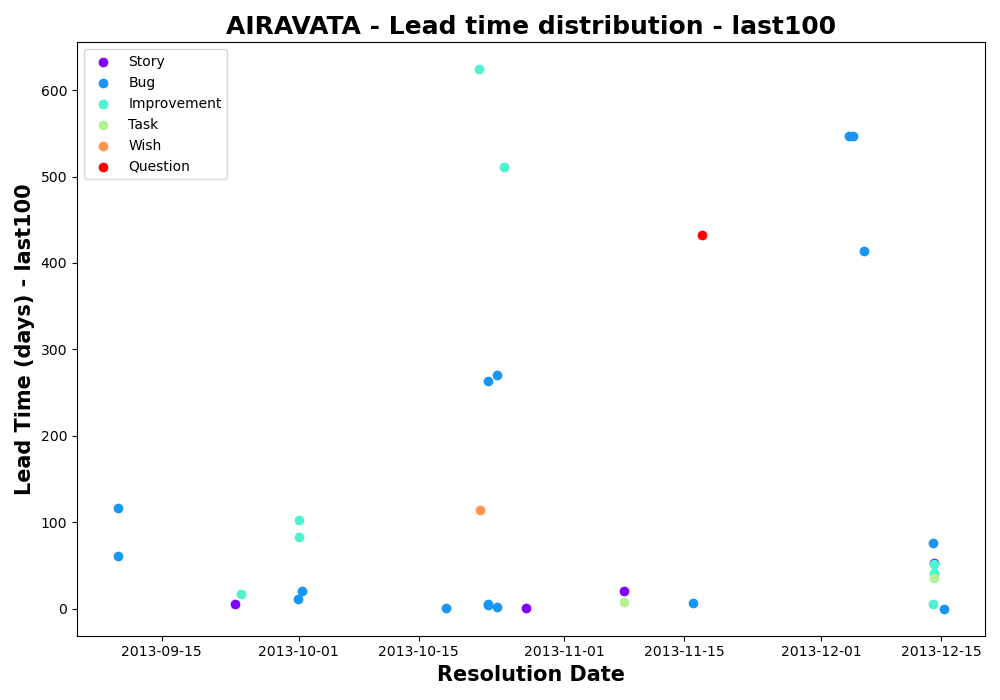 AIRAVATA - Lead time distribution - last100
Story
Bug
Improvement
Task
Wish
Question
Lead Time (days) - last100
600
500
400
300
200
100
0
2013-09-15
2013-10-01
2013-10-15
2013-11-01
2013-11-15
2013-12-01
2013-12-15
Resolution Date